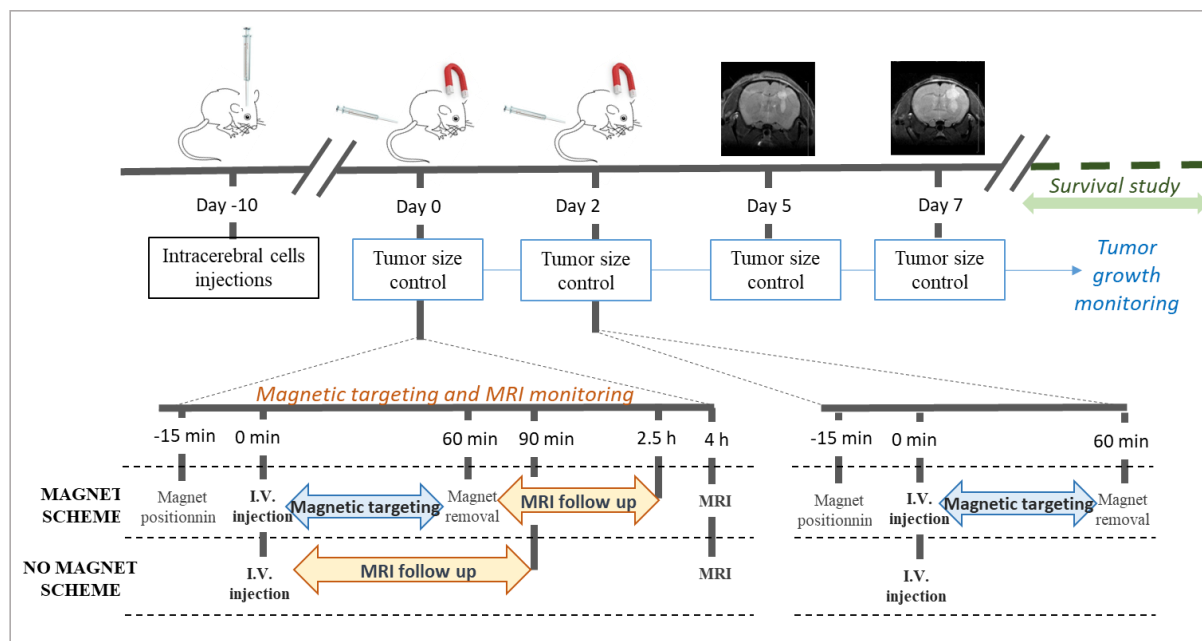 Survival study
Day -10
Day 0
Day 2
Day 5
Day 7
Intracerebral cells
injections
Tumor size
control
Tumor size
control
Tumor size
control
Tumor size
control
Tumor
growth
monitoring
Magnetic targeting and MRI monitoring
-15 min
0 min
60 min
90 min
2.5 h
4 h
-15 min
0 min
60 min
MAGNET
SCHEME
Magnet
positionnin
I.V.
injection
Magnetic targeting
Magnet
removal
MRI follow up
MRI
Magnet
positionnin
I.V.
injection
Magnetic targeting
Magnet
removal
NO MAGNET
SCHEME
I.V.
injection
MRI follow up
MRI
I.V.
injection